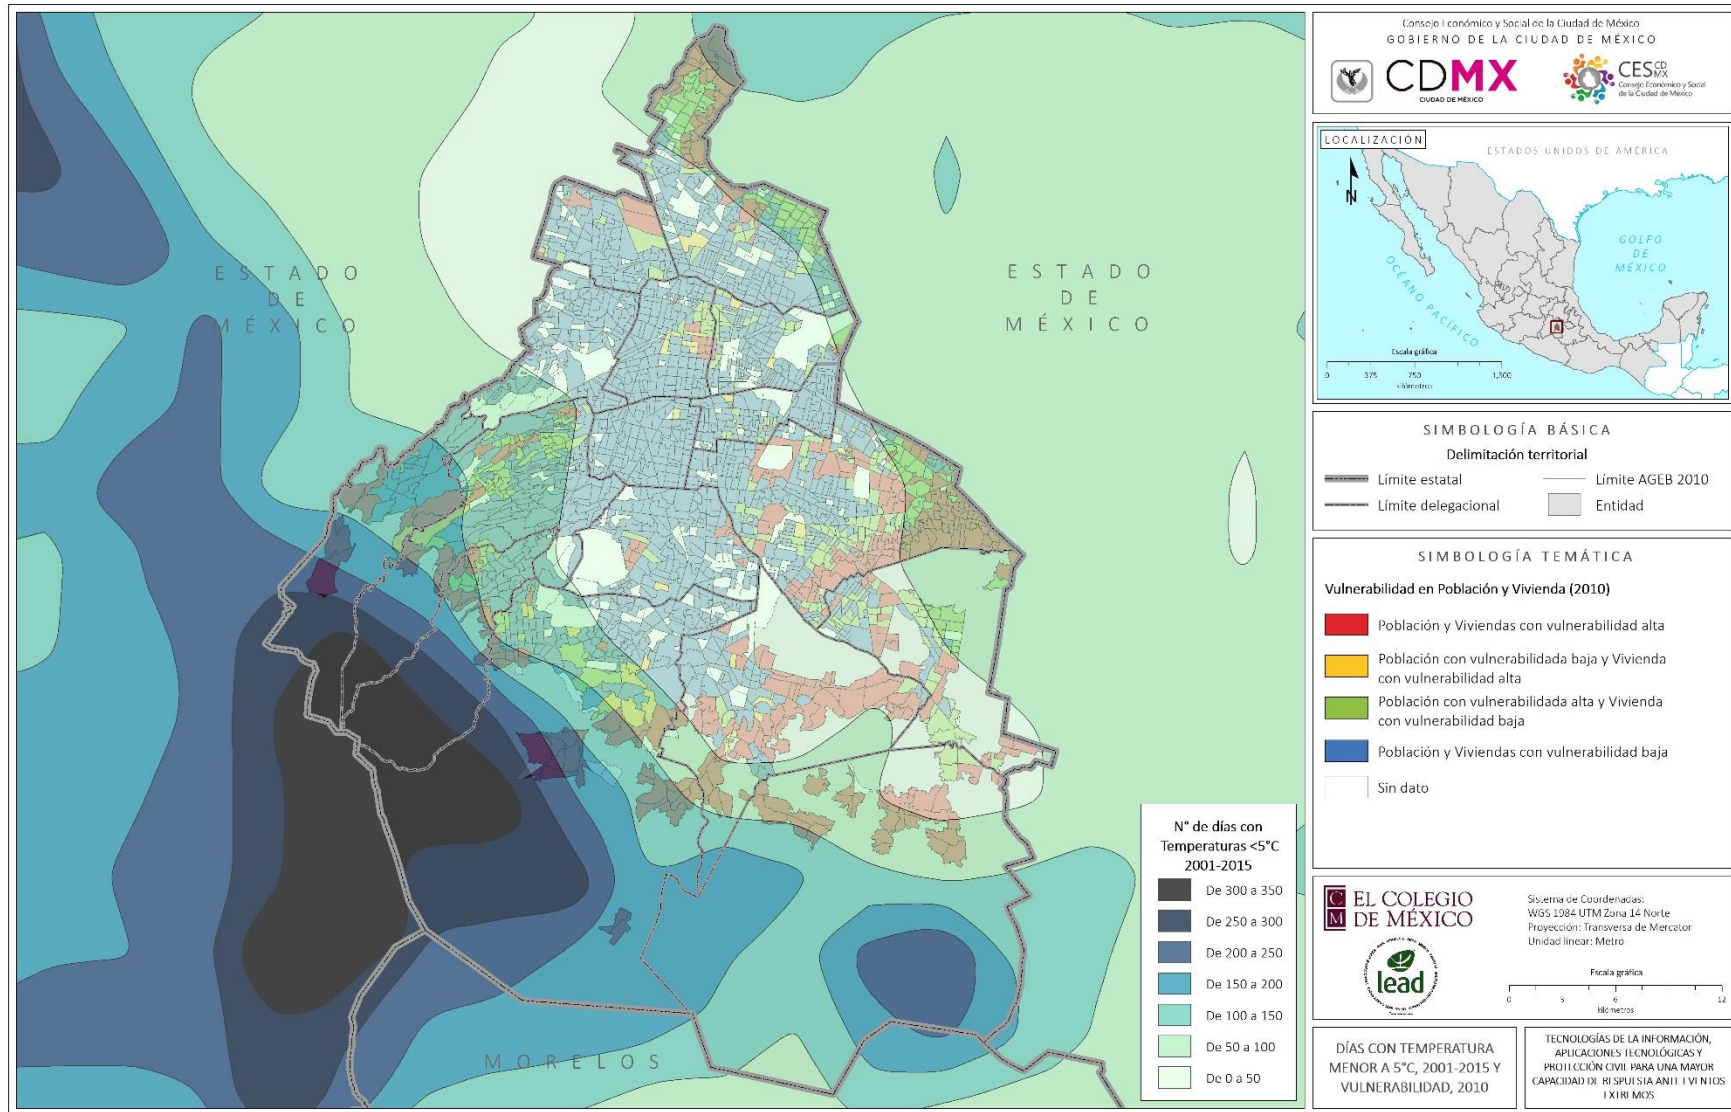 ESTADO
DE
MÉXICO
ESTADO
DE
MÉXICO
MORELOS
N° de días con
Temperaturas <5°C
2001-2015
De 300 a 350
De 250 a 300
De 200 a 250
De 150 a 200
De 100 a 150
De 50 a 100
De 0 a 50
Consejo Económico y Social de la Ciudad de México
GOBIERNO DE LA CIUDAD DE MÉXICO
CDMX
CIUDAD DE MÉXICO
CES CD MX
Consejo Económico y Social
de la Ciudad de México
LOCALIZACIÓN
ESTADOS UNIDOS DE AMÉRICA
N
GOLFO
DE
MÉXICO
OCÉANO PACÍFICO
Escala gráfica
0 375 750 1,500
kilómetros
SIMBOLOGÍA BÁSICA
Delimitación territorial
Límite estatal
Límite AGEB 2010
Límite delegacional
Entidad
SIMBOLOGÍA TEMÁTICA
Vulnerabilidad en Población y Vivienda (2010)
Población y Viviendas con vulnerabilidad alta
Población con vulnerabilidada baja y Vivienda
con vulnerabilidad alta
Población con vulnerabilidada alta y Vivienda
con vulnerabilidad baja
Población y Viviendas con vulnerabilidad baja
Sin dato
C M
EL COLEGIO
DE MÉXICO
lead
Sistema de Coordenadas:
WGS 1984 UTM Zona 14 Norte
Proyección: Transversa de Mercator
Unidad linear: Metro
Escala gráfica
0 3 6 12
kilómetros
DÍAS CON TEMPERATURA
MENOR A 5°C, 2001-2015 Y
VULNERABILIDAD, 2010
TECNOLOGÍAS DE LA INFORMACIÓN,
APLICACIONES TECNOLÓGICAS Y
PROTECCIÓN CIVIL PARA UNA MAYOR
CAPACIDAD DE RESPUESTA ANTE EVENTOS
EXTREMOS